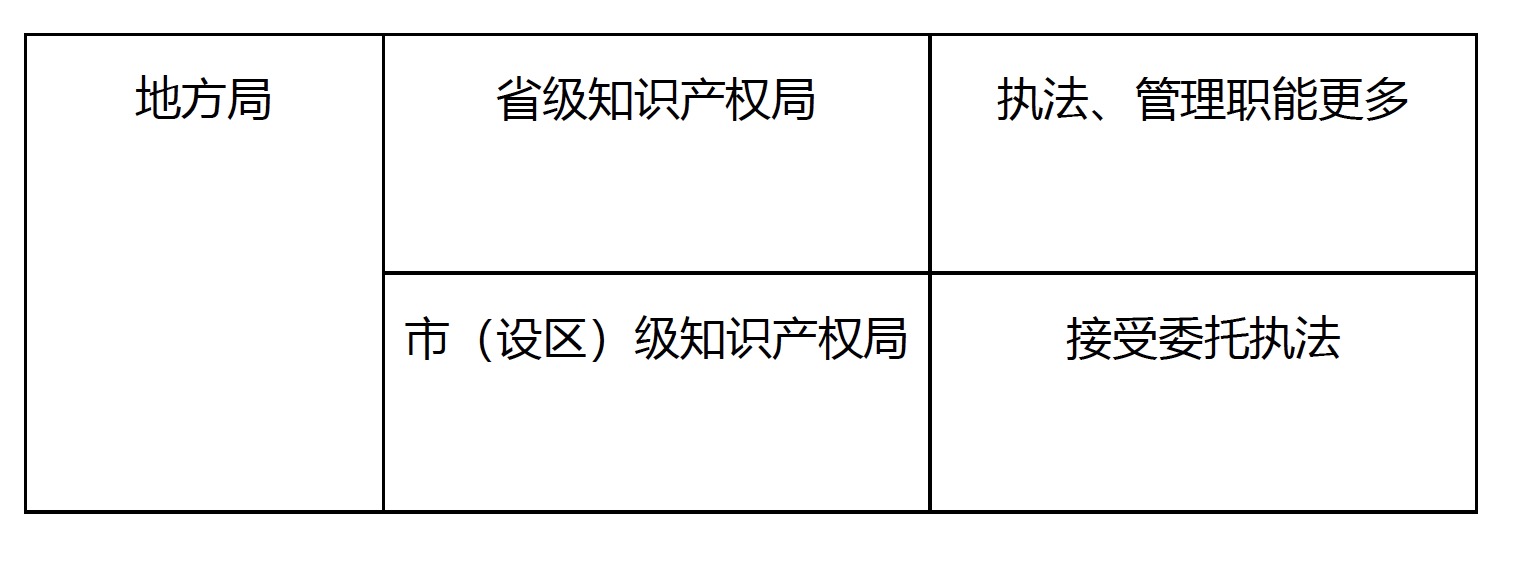 地方局
省级知识产权局
执法、管理职能更多
市（设区）级知识产权局
接受委托执法